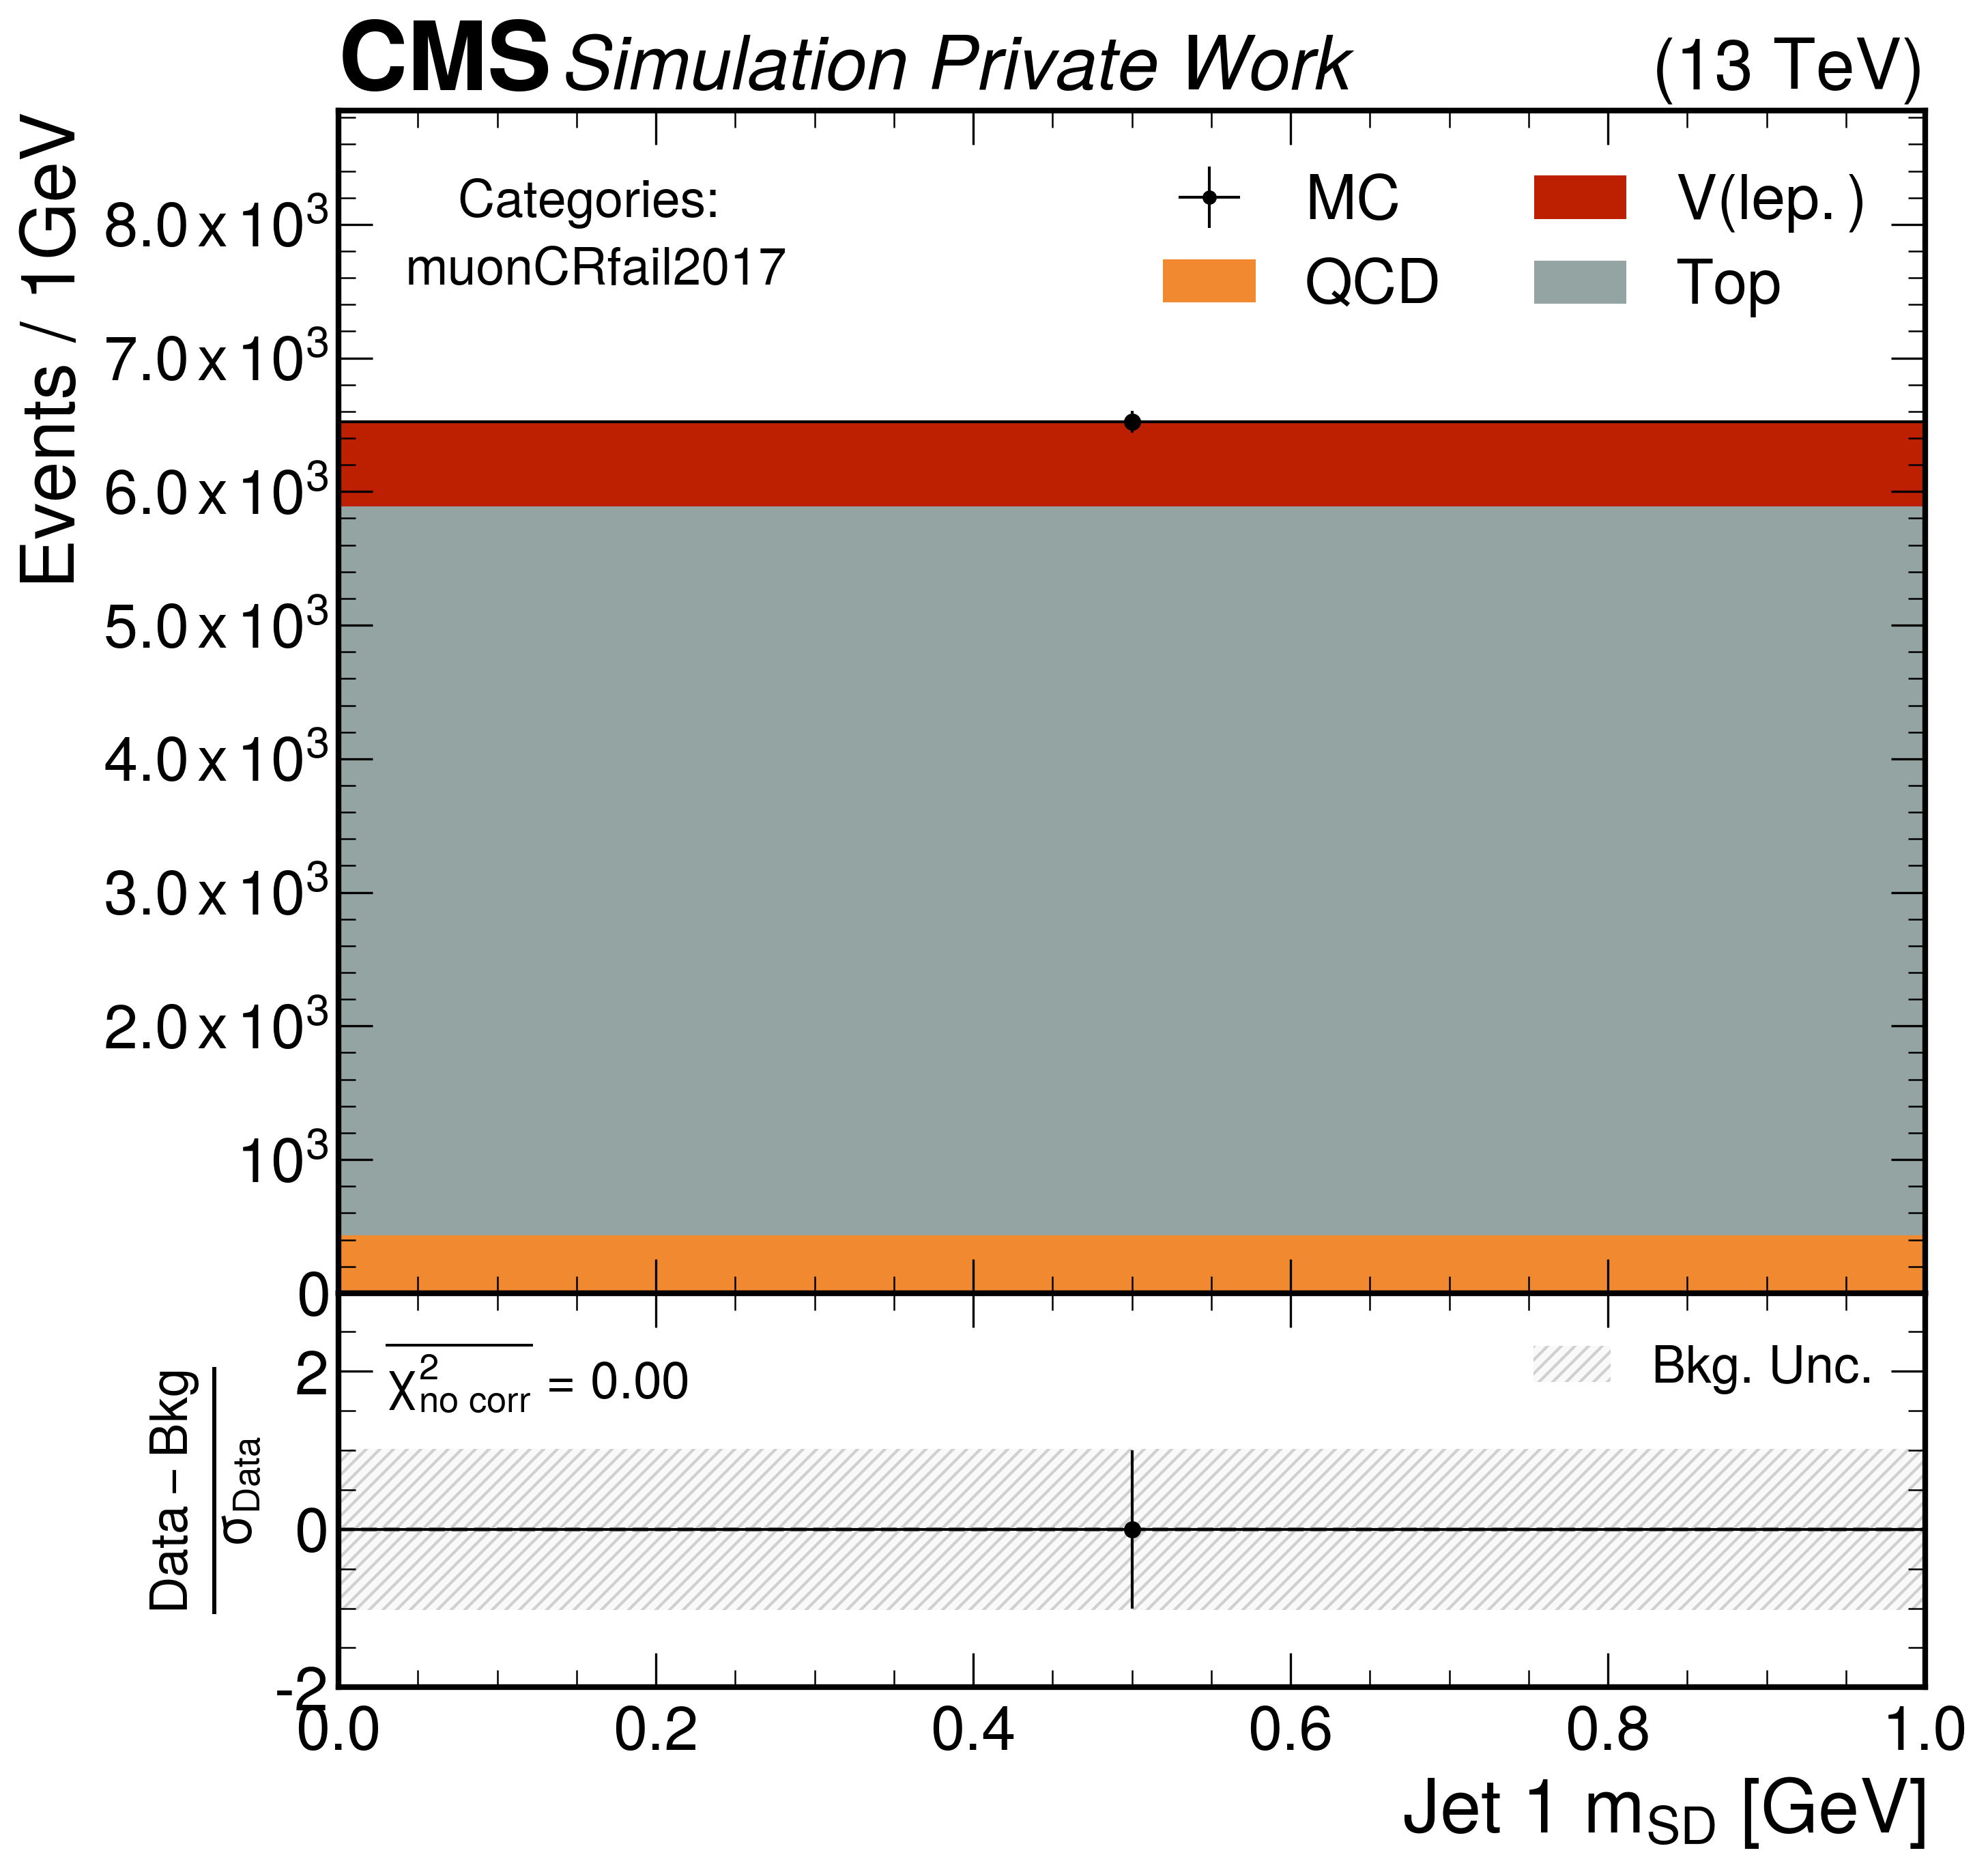 CMS Simulation Private Work (13 TeV)
Events / 1GeV
Categories:
muonCRfail2017
MC
V(lep.)
QCD
Top
8.0 x 10³
7.0 x 10³
6.0 x 10³
5.0 x 10³
4.0 x 10³
3.0 x 10³
2.0 x 10³
10³
0
Data – Bkg
σ_Data
χ²_no corr = 0.00
Bkg. Unc.
2
0
-2
0.0 0.2 0.4 0.6 0.8 1.0
Jet 1 m_SD [GeV]